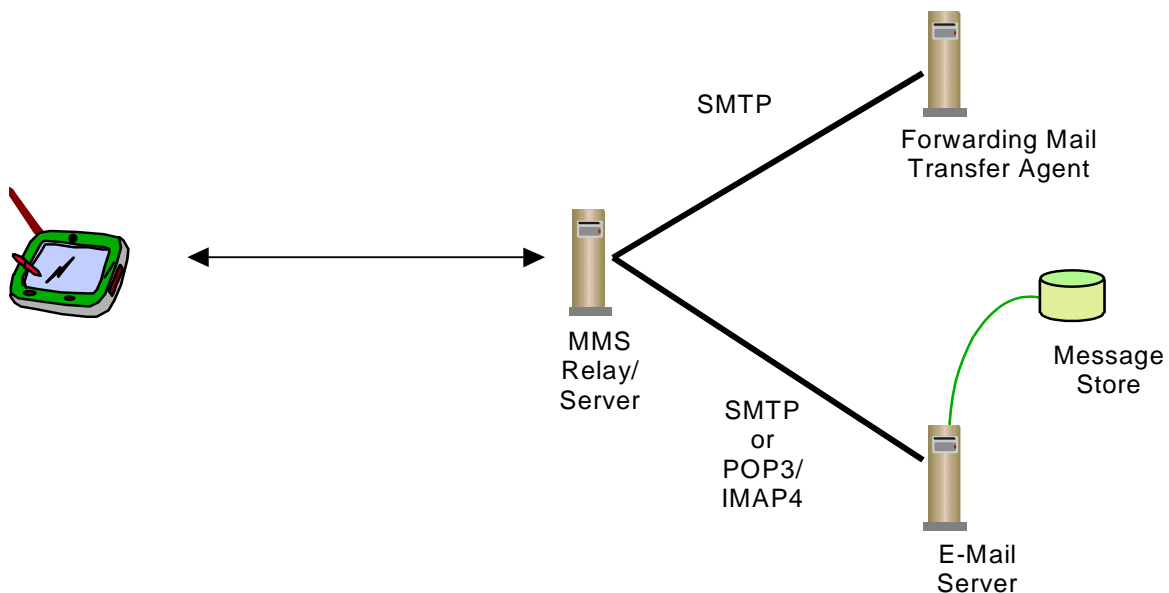 SMTP
Forwarding Mail
Transfer Agent
MMS
Relay/
Server
Message
Store
SMTP
or
POP3/
IMAP4
E-Mail
Server